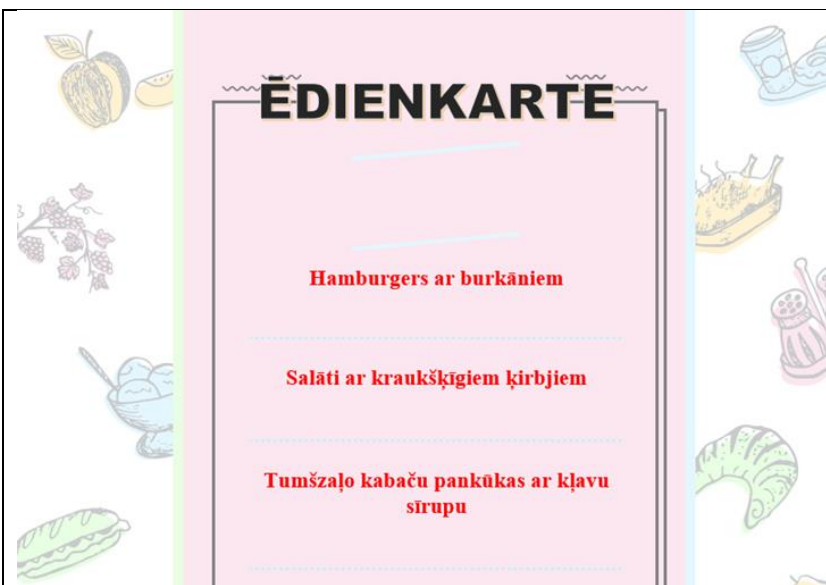 ĒDIENKARTE
Hamburgers ar burkāniem
Salāti ar kraukšķīgiem ķirbjiem
Tumšzaļo kabaču pankūkas ar kļavu
sīrupu